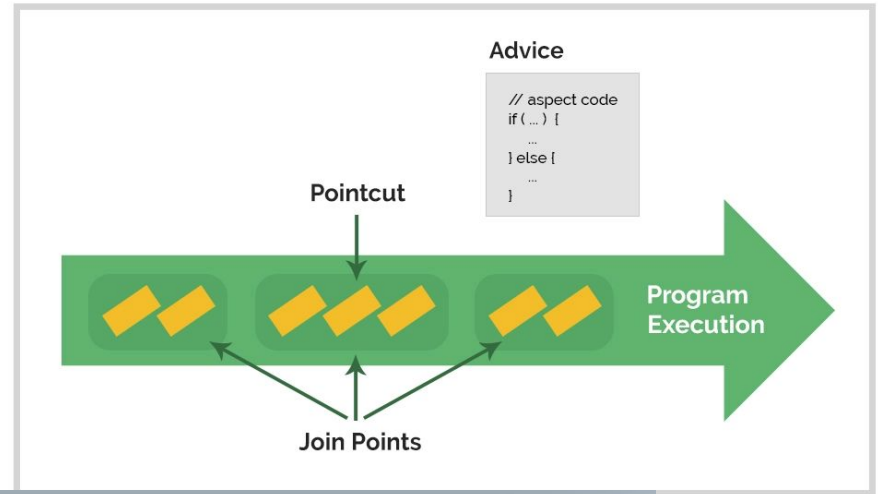 Advice
// aspect code
if ( ... ) {
...
} else {
...
}
Pointcut
Program
Execution
Join Points